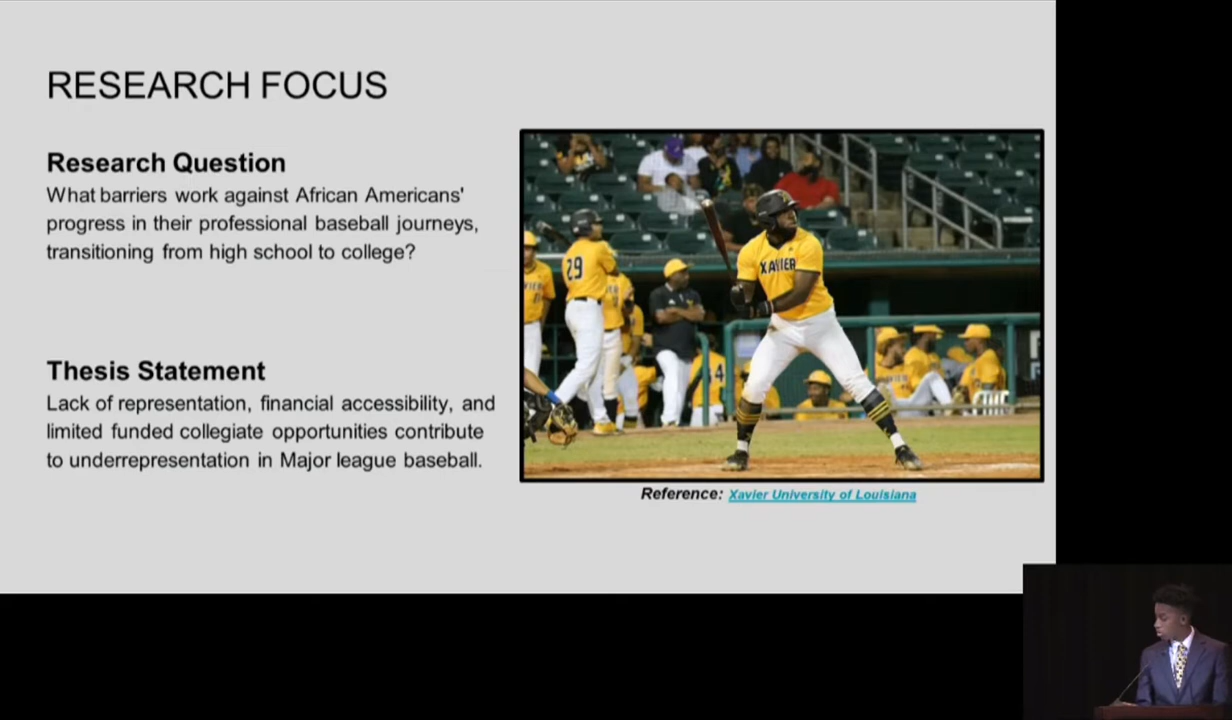 RESEARCH FOCUS
Research Question
What barriers work against African Americans'
progress in their professional baseball journeys,
transitioning from high school to college?
Thesis Statement
Lack of representation, financial accessibility, and
limited funded collegiate opportunities contribute
to underrepresentation in Major league baseball.
29
XAVIER
4
Reference: Xavier University of Louisiana